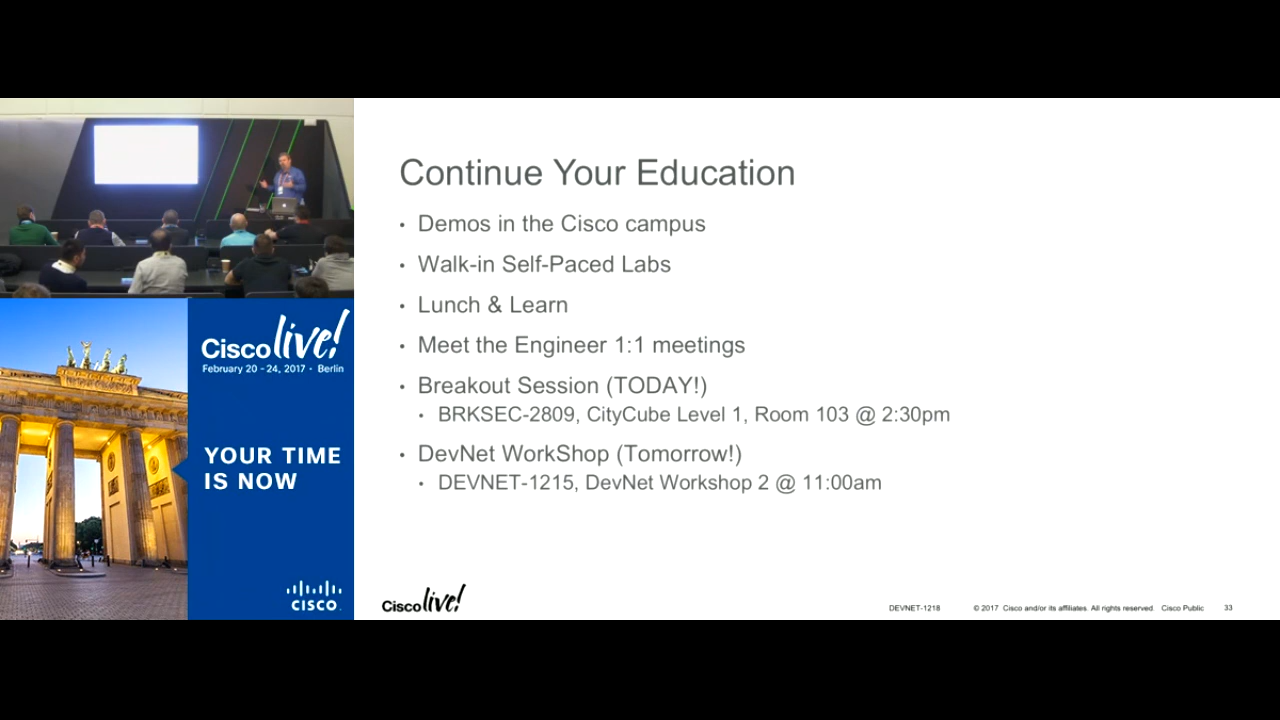 Cisco live!
February 20 - 24, 2017 • Berlin
YOUR TIME
IS NOW
CISCO.
Continue Your Education
• Demos in the Cisco campus
• Walk-in Self-Paced Labs
• Lunch & Learn
• Meet the Engineer 1:1 meetings
• Breakout Session (TODAY!)
• BRKSEC-2809, CityCube Level 1, Room 103 @ 2:30pm
• DevNet WorkShop (Tomorrow!)
• DEVNET-1215, DevNet Workshop 2 @ 11:00am
Cisco live!
DEVNET-1218 © 2017 Cisco and/or its affiliates. All rights reserved. Cisco Public 33